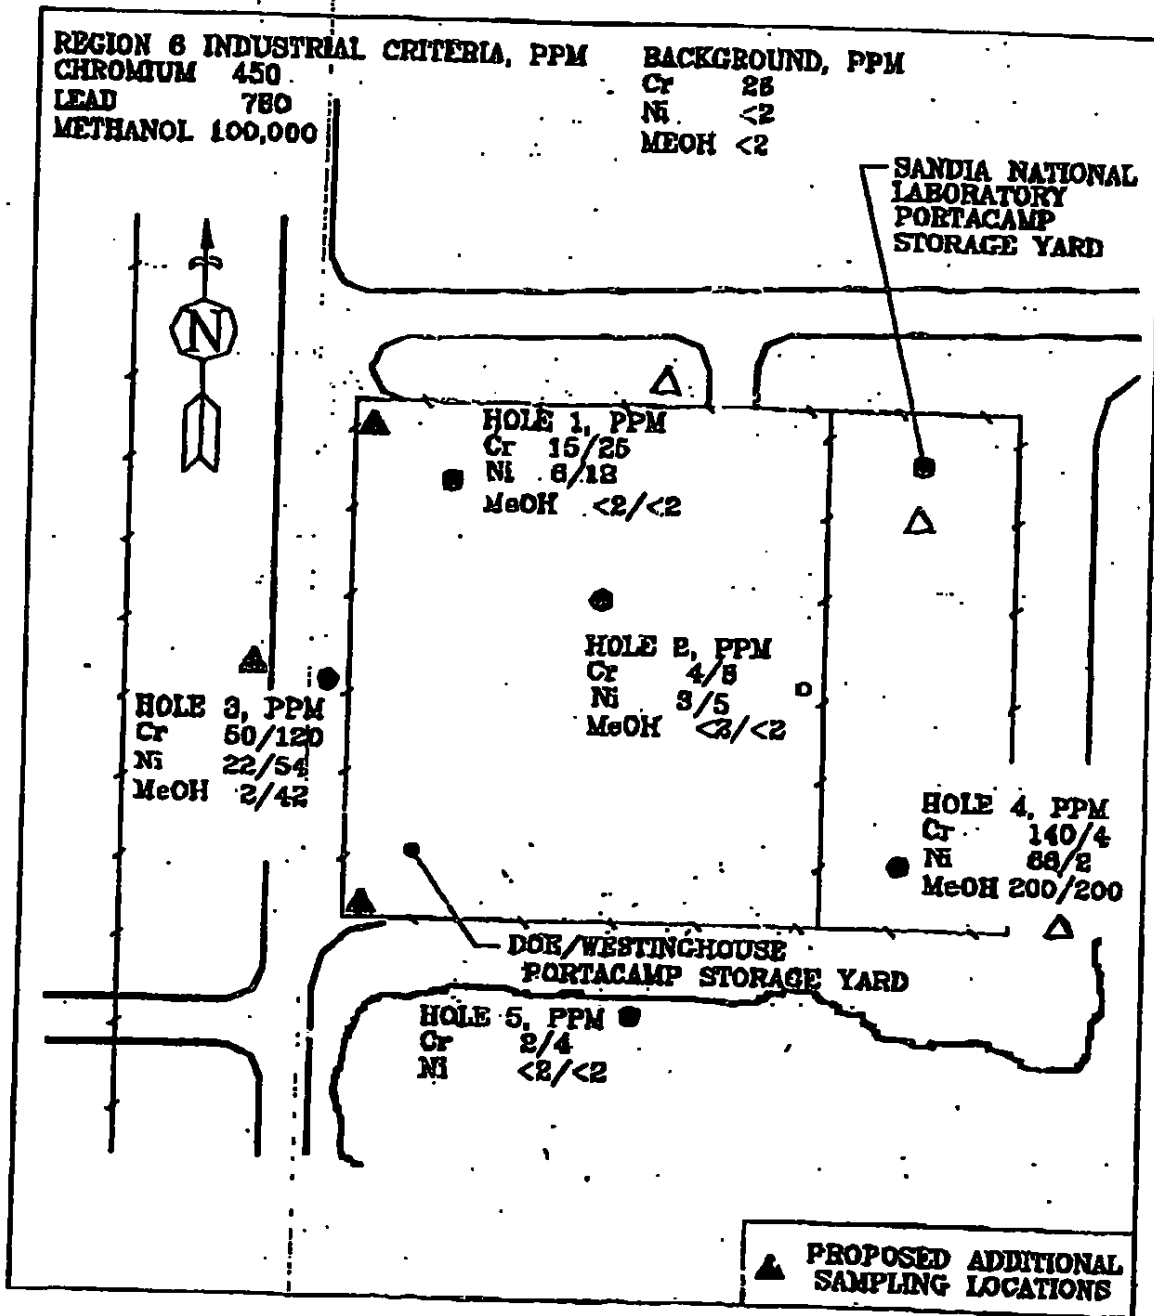 REGION 6 INDUSTRIAL CRITERIA, PPM
CHROMIUM 450
LEAD 780
METHANOL 100,000
BACKGROUND, PPM
Cr 28
Ni <2
MEOH <2
SANDIA NATIONAL
LABORATORY
PORTACAMP
STORAGE YARD
N
HOLE 1, PPM
Cr 15/25
Ni 6/18
MeOH <2/<2
HOLE 2, PPM
Cr 4/8
Ni 3/5
MeOH <2/<2
HOLE 3, PPM
Cr 50/120
Ni 22/54
MeOH 2/42
HOLE 4, PPM
Cr 140/4
Ni 66/2
MeOH 200/200
DOE/WESTINGHOUSE
PORTACAMP STORAGE YARD
HOLE 5, PPM
Cr 2/4
Ni <2/<2
PROPOSED ADDITIONAL
SAMPLING LOCATIONS